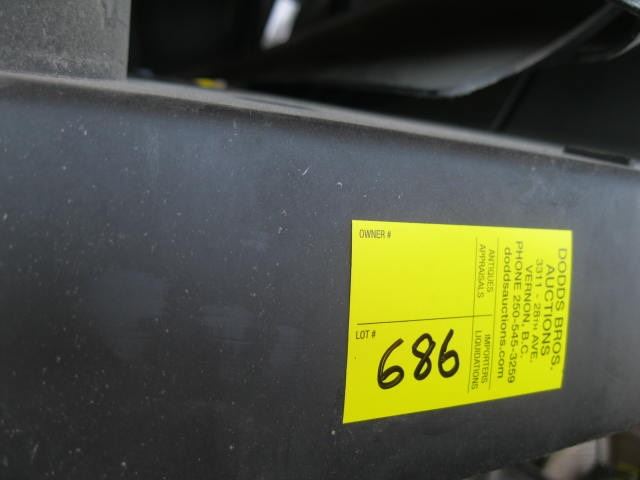 DODDS BROS.
AUCTIONS
3311 - 28TH AVE.
VERNON, B.C.
PHONE 250-545-3259
doddsauctions.com
ANTIQUES
APPRAISALS
IMPORTERS
LIQUIDATIONS
OWNER #
LOT #
689